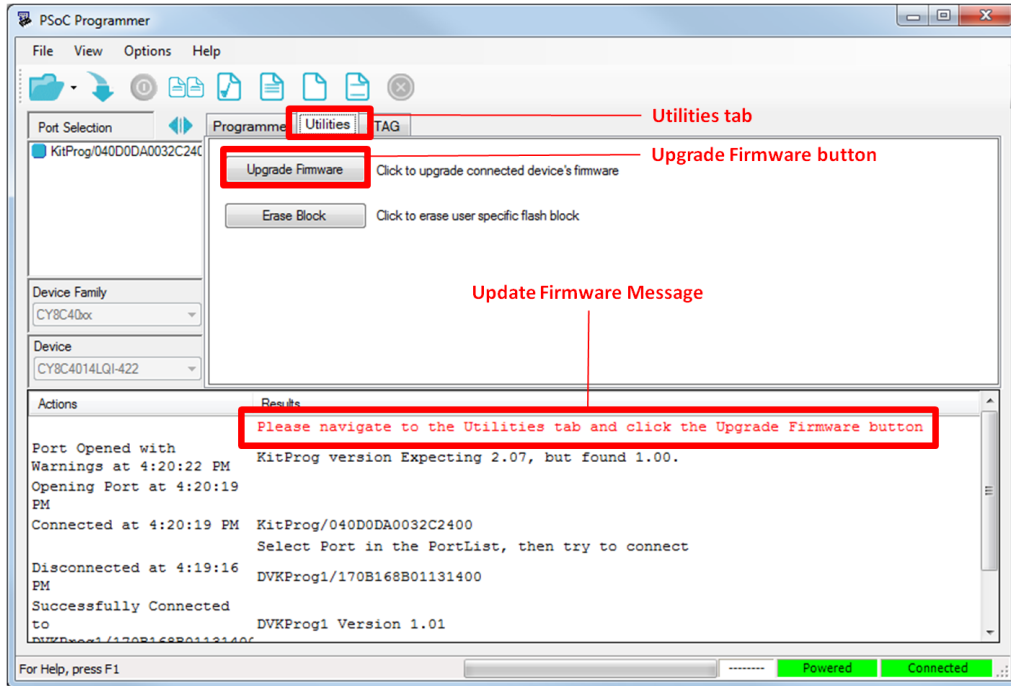 PSoC Programmer
File View Options Help
Port Selection
Programme Utilities TAG
Utilities tab
KitProg/040D0DA0032C240
Upgrade Firmware Click to upgrade connected device's firmware
Upgrade Firmware button
Erase Block Click to erase user specific flash block
Update Firmware Message
Device Family
CY8C40xx
Device
CY8C4014LQI-422
Actions Results
Please navigate to the Utilities tab and click the Upgrade Firmware button
Port Opened with
Warnings at 4:20:22 PM
KitProg version Expecting 2.07, but found 1.00.
Opening Port at 4:20:19
PM
Connected at 4:20:19 PM KitProg/040D0DA0032C2400
Select Port in the PortList, then try to connect
Disconnected at 4:19:16
PM
DVKProg1/170B168B01131400
Successfully Connected
to
DVKProg1 Version 1.01
DVKProg1/170B168B01131400
For Help, press F1
--------
Powered
Connected